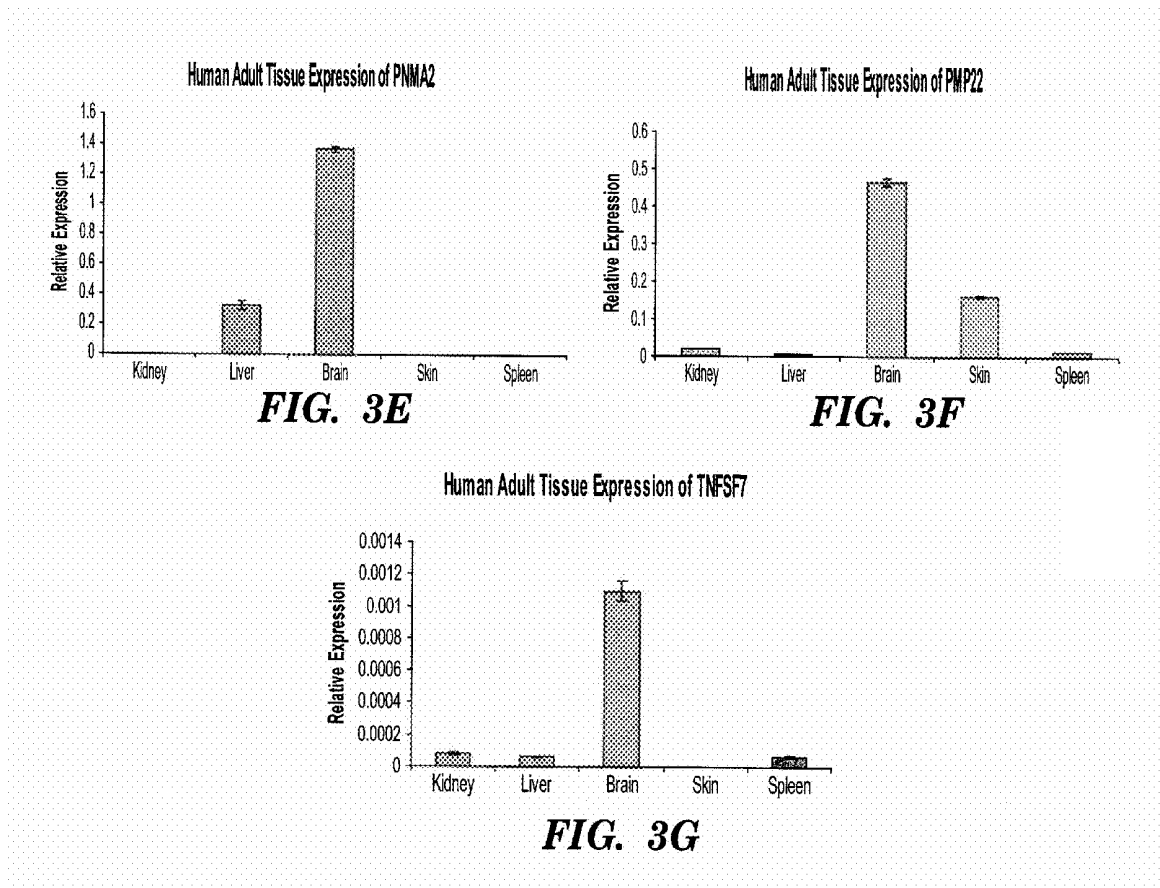 Human Adult Tissue Expression of PNMA2
1.6
1.4
1.2
1
0.8
0.6
0.4
0.2
0
Relative Expression
Kidney Liver Brain Skin Spleen
FIG. 3E
Human Adult Tissue Expression of PMP22
0.6
0.5
0.4
0.3
0.2
0.1
0
Relative Expression
Kidney Liver Brain Skin Spleen
FIG. 3F
Human Adult Tissue Expression of TNFSF7
0.0014
0.0012
0.001
0.0008
0.0006
0.0004
0.0002
0
Relative Expression
Kidney Liver Brain Skin Spleen
FIG. 3G